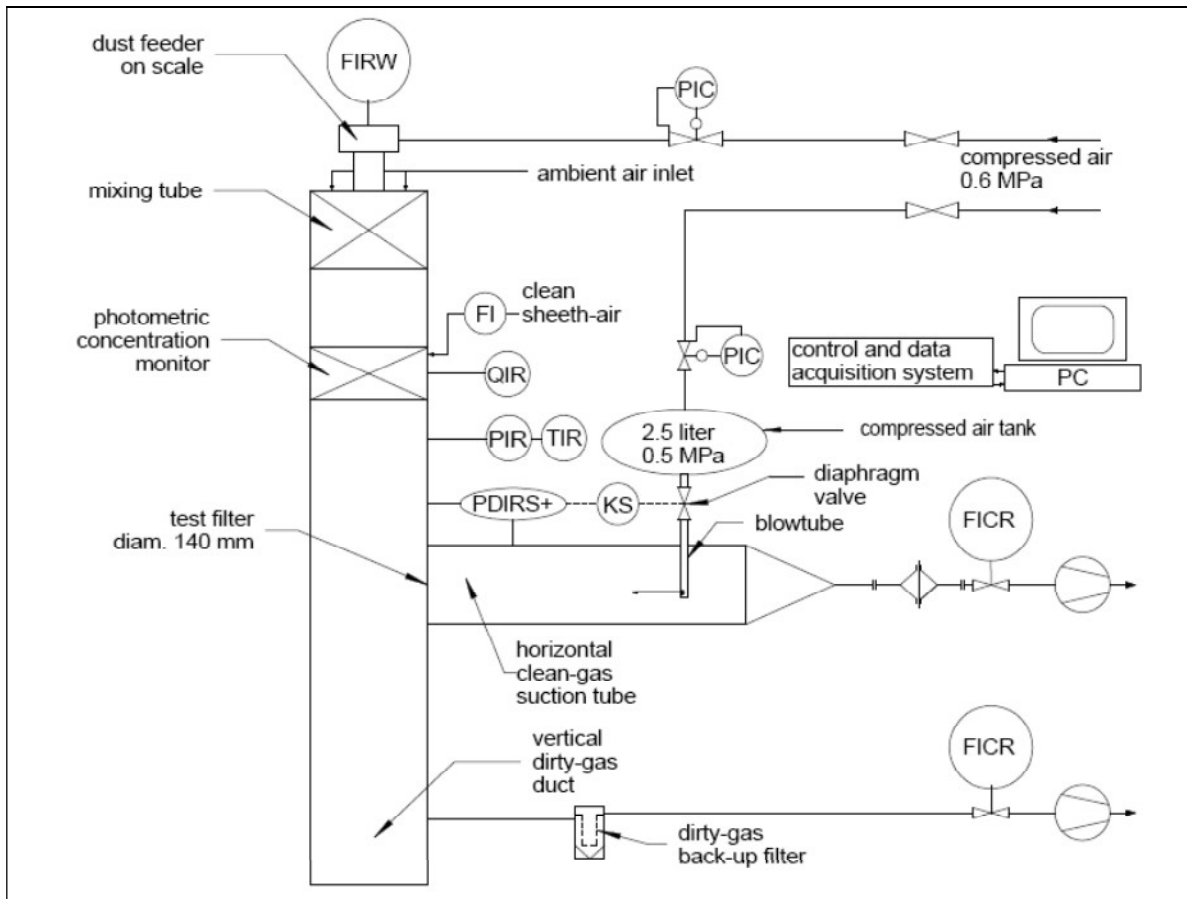 dust feeder
on scale
FIRW
PIC
compressed air
0.6 MPa
ambient air inlet
mixing tube
FI
clean
sheeth-air
photometric
concentration
monitor
QIR
PIC
control and data
acquisition system
PC
PIR
TIR
2.5 liter
0.5 MPa
compressed air tank
PDIRS+
KS
diaphragm
valve
blowtube
test filter
diam. 140 mm
FICR
horizontal
clean-gas
suction tube
vertical
dirty-gas
duct
FICR
dirty-gas
back-up filter